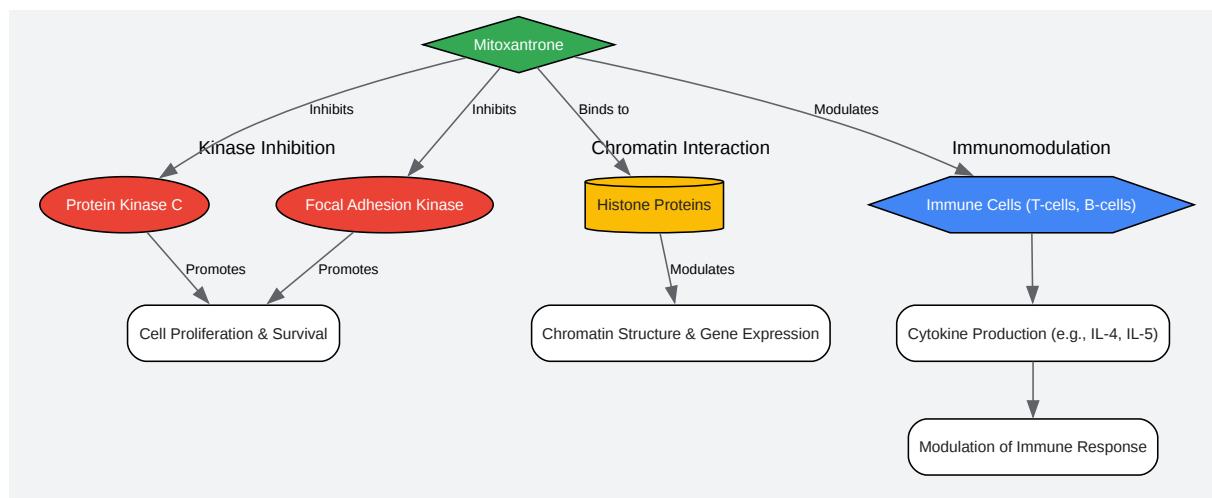 Mitoxantrone
Inhibits
Inhibits
Binds to
Modulates
Kinase Inhibition
Chromatin Interaction
Immunomodulation
Protein Kinase C
Focal Adhesion Kinase
Histone Proteins
Immune Cells (T-cells, B-cells)
Promotes
Promotes
Modulates
Cell Proliferation & Survival
Chromatin Structure & Gene Expression
Cytokine Production (e.g., IL-4, IL-5)
Modulation of Immune Response